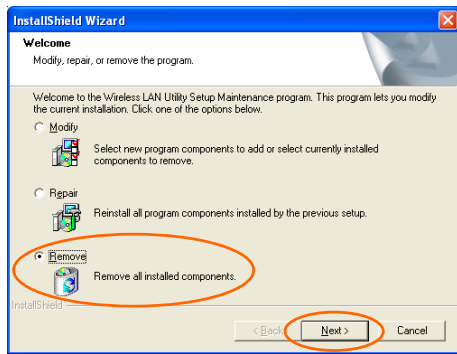 InstallShield Wizard
Welcome
Modify, repair, or remove the program.
Welcome to the Wireless LAN Utility Setup Maintenance program. This program lets you modify
the current installation. Click one of the options below.
Modify
Select new program components to add or select currently installed
components to remove.
Repair
Reinstall all program components installed by the previous setup.
Remove
Remove all installed components.
InstallShield
< Back Next > Cancel